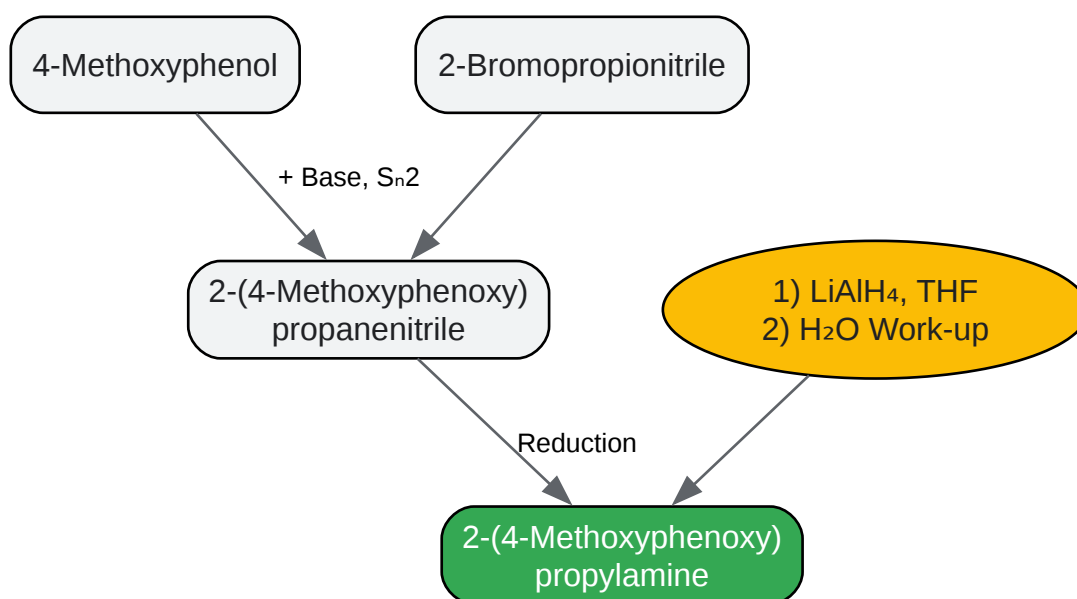 4-Methoxyphenol
2-Bromopropionitrile
+ Base, Sₙ2
2-(4-Methoxyphenoxy)
propanenitrile
1) LiAlH₄, THF
2) H₂O Work-up
Reduction
2-(4-Methoxyphenoxy)
propylamine